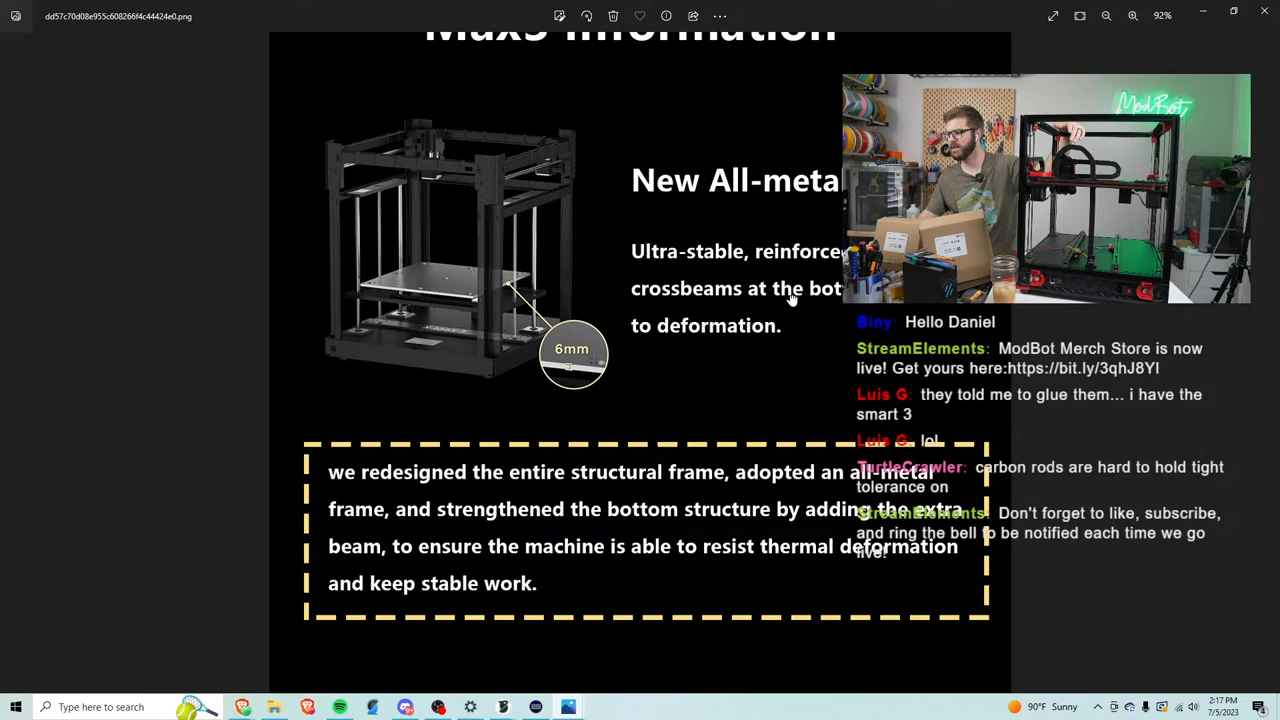 dd57c70d08e955c608266f4c44424e0.png
92%
Max3 Information
New All-meta
Ultra-stable, reinforce
crossbeams at the bot
to deformation.
6mm
ModBot
Biny: Hello Daniel
StreamElements: ModBot Merch Store is now
live! Get yours here:https://bit.ly/3qhJ8YI
Luis G: they told me to glue them... i have the
smart 3
Luis G: lol
TurtleCrawler: carbon rods are hard to hold tight
tolerance on
StreamElements: Don't forget to like, subscribe,
and ring the bell to be notified each time we go
live!
we redesigned the entire structural frame, adopted an all-metal
frame, and strengthened the bottom structure by adding the extra
beam, to ensure the machine is able to resist thermal deformation
and keep stable work.
Type here to search
90°F Sunny
2:17 PM
7/5/2023
4